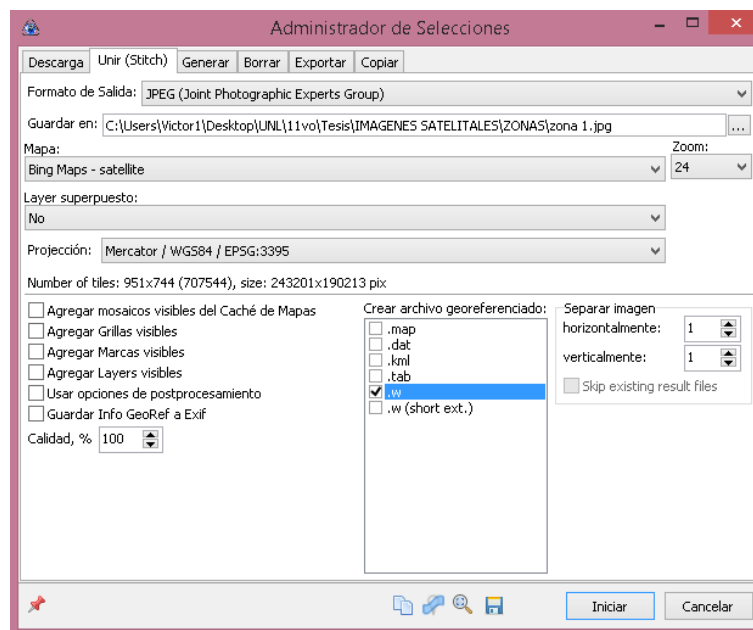 Administrador de Selecciones
Descarga Unir (Stitch) Generar Borrar Exportar Copiar
Formato de Salida: JPEG (Joint Photographic Experts Group)
Guardar en: C:\Users\Victor1\Desktop\UNL\11vo\Tesis\IMAGENES SATELITALES\ZONAS\zona 1.jpg ...
Mapa: Zoom:
Bing Maps - satellite 24
Layer superpuesto:
No
Projección: Mercator / WGS84 / EPSG:3395
Number of tiles: 951x744 (707544), size: 243201x190213 pix
Agregar mosaicos visibles del Caché de Mapas
Agregar Grillas visibles
Agregar Marcas visibles
Agregar Layers visibles
Usar opciones de postprocesamiento
Guardar Info GeoRef a Exif
Calidad, % 100
Crear archivo georeferenciado:
.map
.dat
.kml
.tab
.w
.w (short ext.)
Separar imagen
horizontalmente: 1
verticalmente: 1
Skip existing result files
Iniciar Cancelar